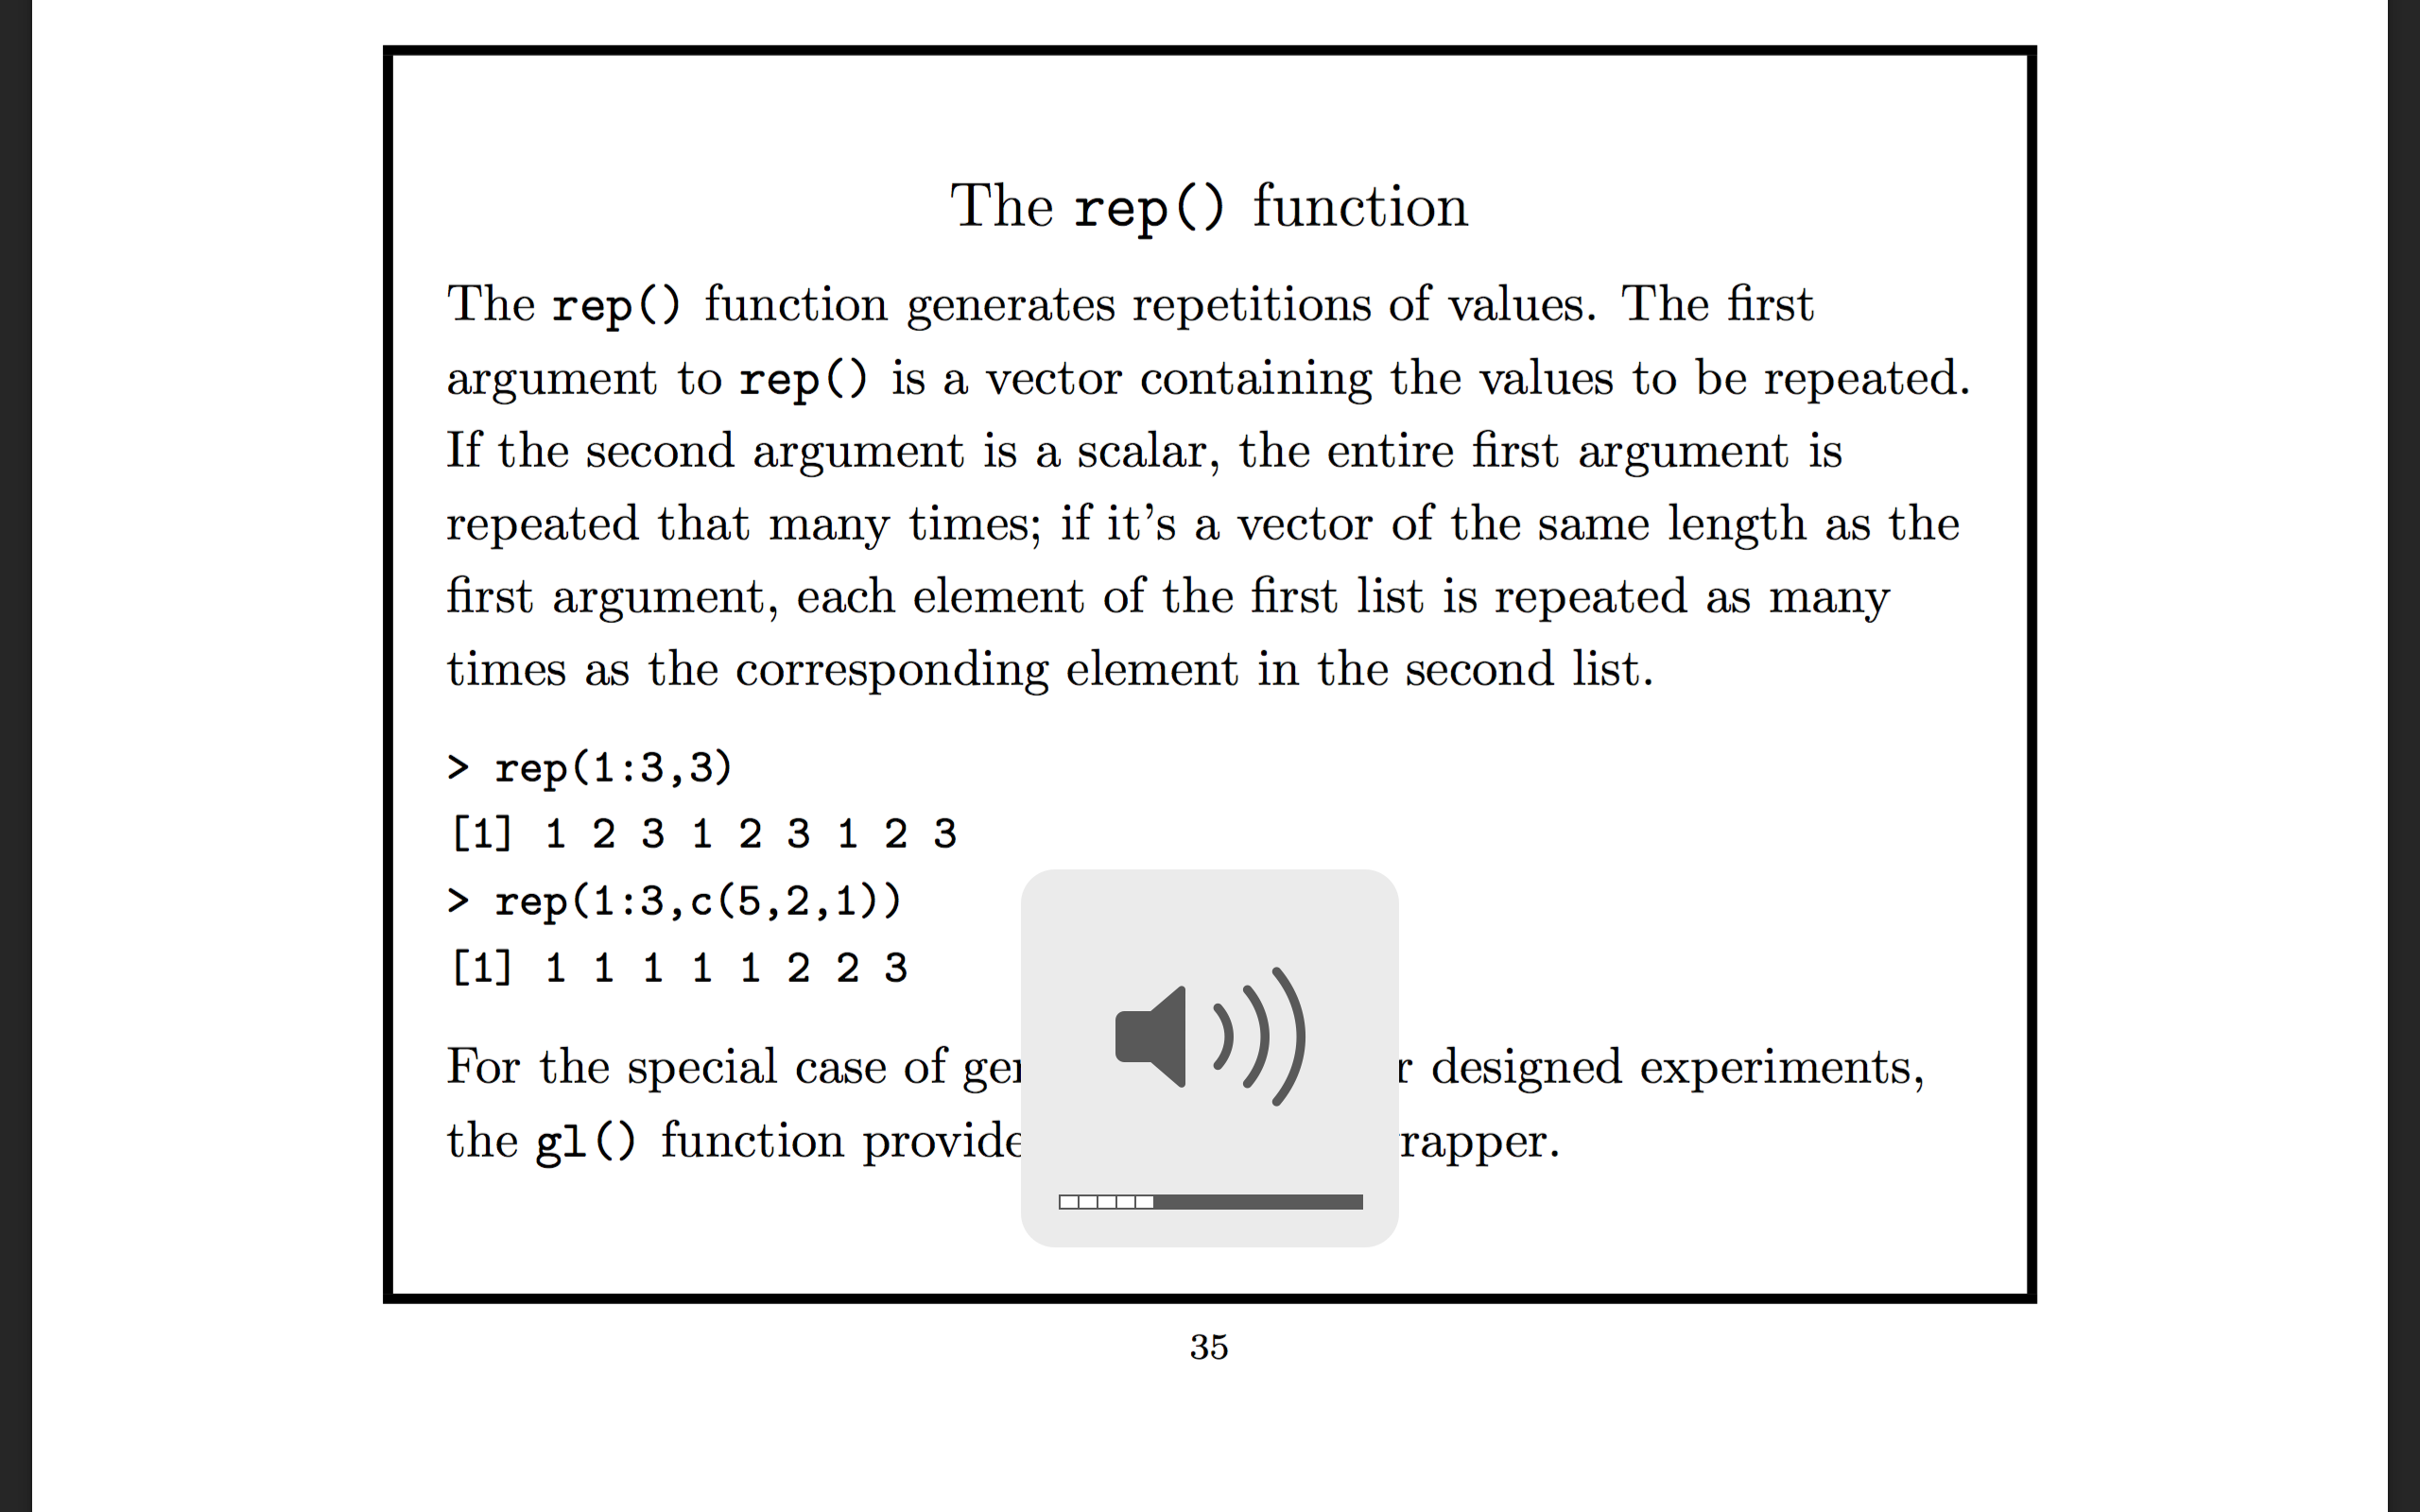 The rep() function
The rep() function generates repetitions of values. The first
argument to rep() is a vector containing the values to be repeated.
If the second argument is a scalar, the entire first argument is
repeated that many times; if it's a vector of the same length as the
first argument, each element of the first list is repeated as many
times as the corresponding element in the second list.
> rep(1:3,3)
[1] 1 2 3 1 2 3 1 2 3
> rep(1:3,c(5,2,1))
[1] 1 1 1 1 1 2 2 3
For the special case of designed experiments,
the gl() function
35